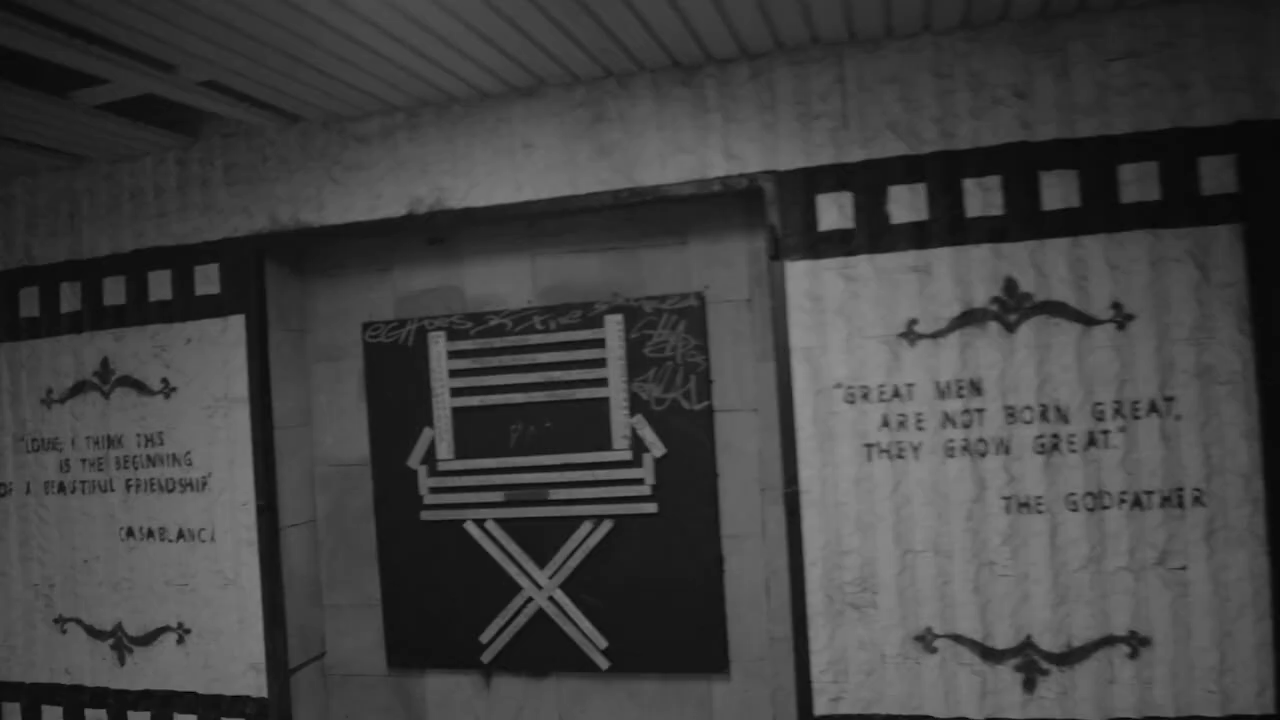 "LOUIE, I THINK THIS
IS THE BEGINNING
OF A BEAUTIFUL FRIENDSHIP."
CASABLANCA
"GREAT MEN
ARE NOT BORN GREAT,
THEY GROW GREAT."
THE GODFATHER